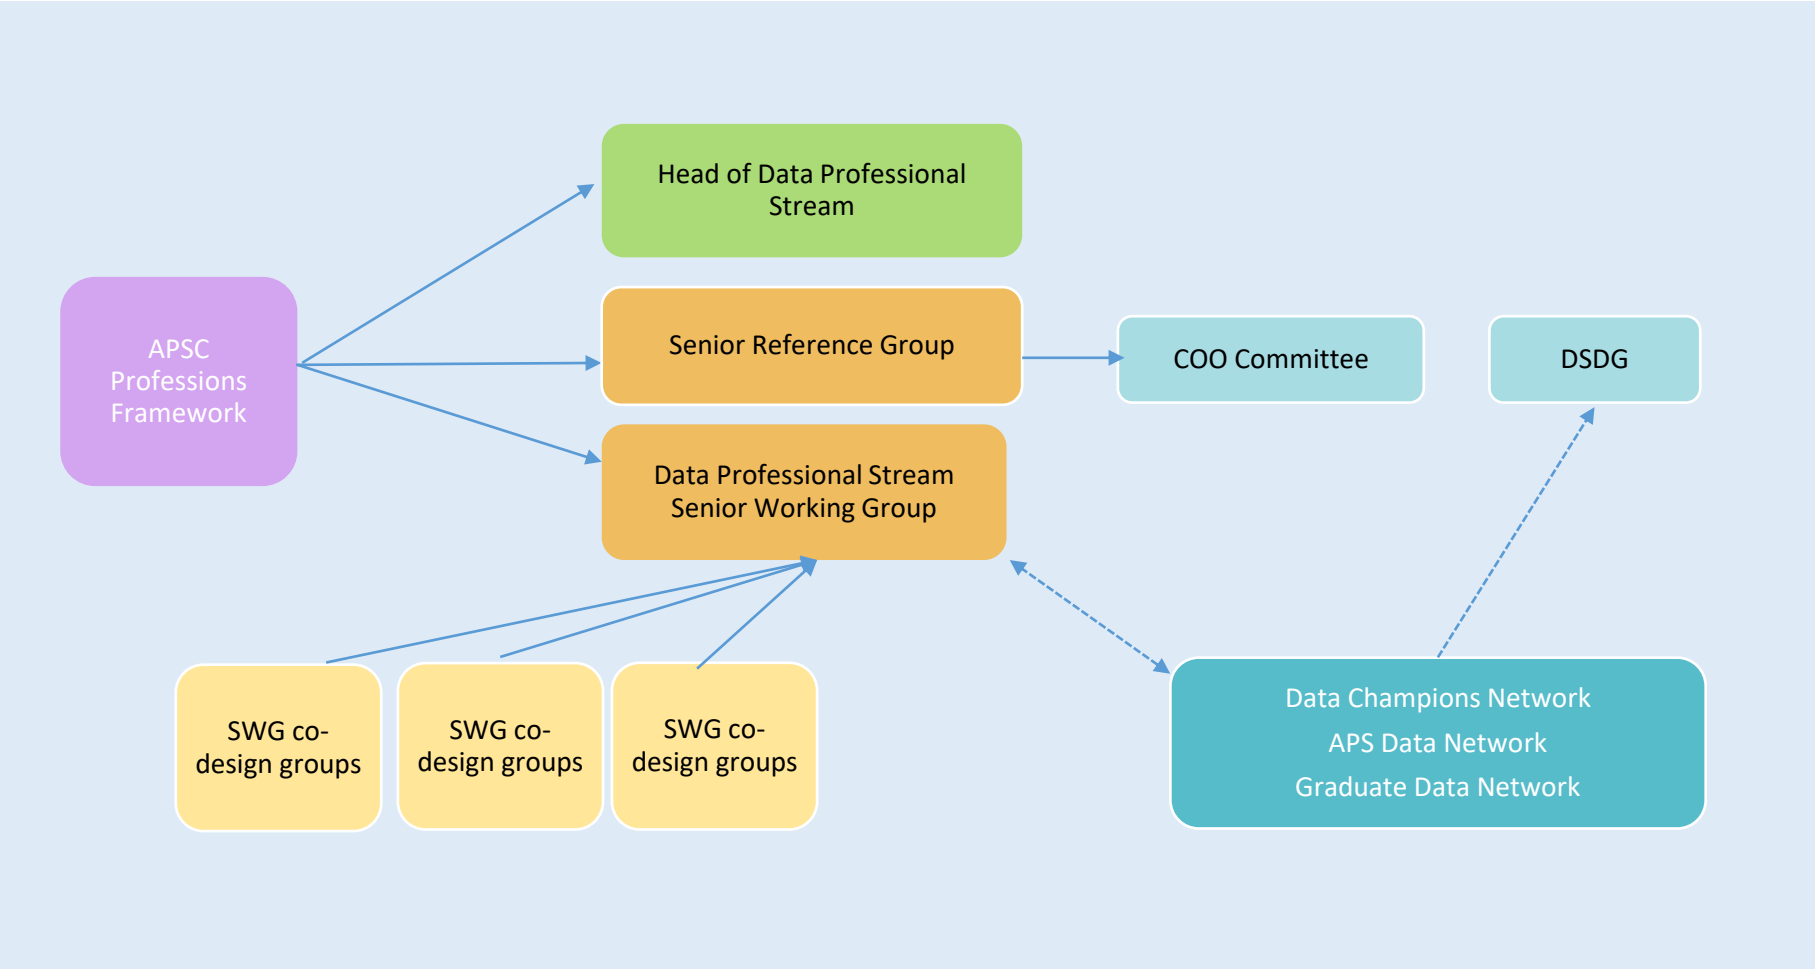 Head of Data Professional
Stream
APSC
Professions
Framework
Senior Reference Group
COO Committee
DSDG
Data Professional Stream
Senior Working Group
SWG co-
design groups
SWG co-
design groups
SWG co-
design groups
Data Champions Network
APS Data Network
Graduate Data Network